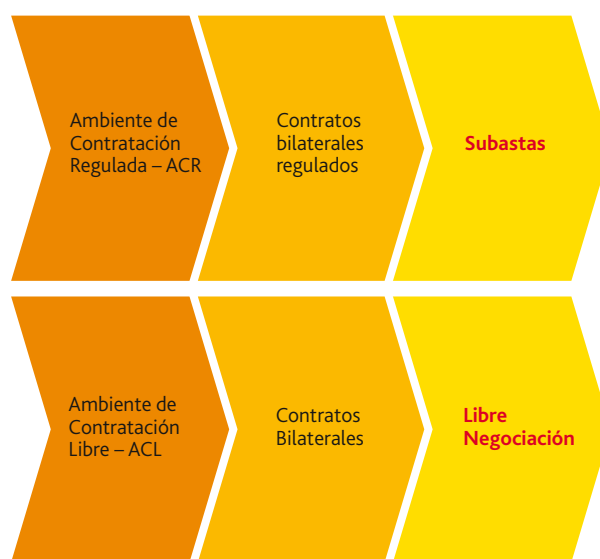 Ambiente de
Contratación
Regulada – ACR
Contratos
bilaterales
regulados
Subastas
Ambiente de
Contratación
Libre – ACL
Contratos
Bilaterales
Libre
Negociación